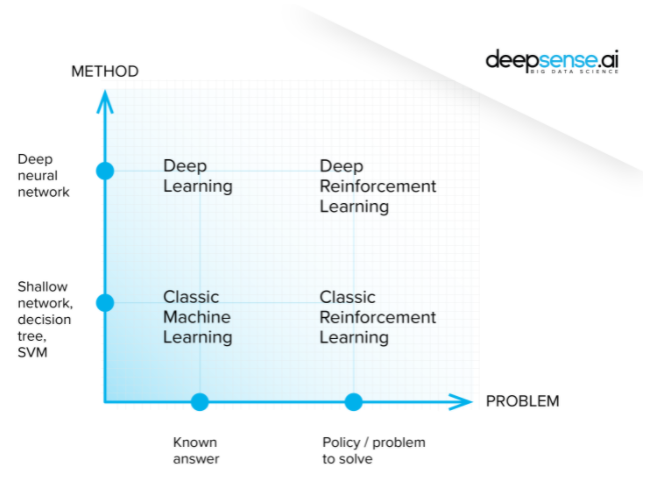 deepsense.ai
BIG DATA SCIENCE
METHOD
Deep
neural
network
Deep
Learning
Deep
Reinforcement
Learning
Shallow
network,
decision
tree,
SVM
Classic
Machine
Learning
Classic
Reinforcement
Learning
PROBLEM
Known
answer
Policy / problem
to solve